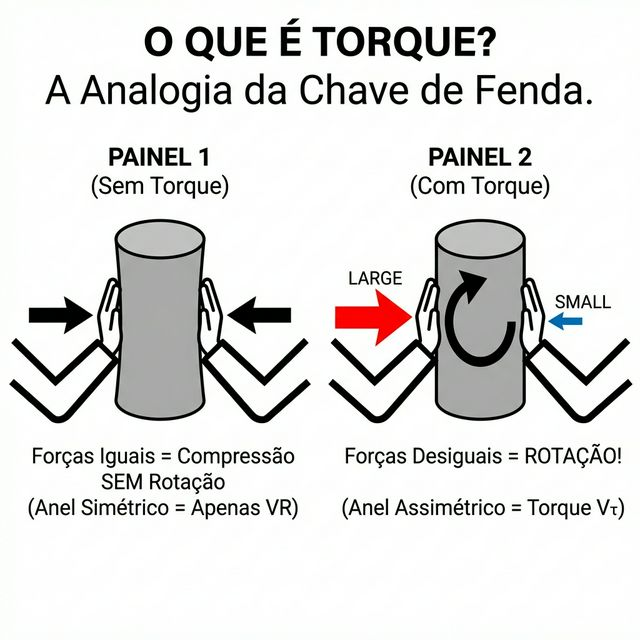 O QUE É TORQUE?
A Analogia da Chave de Fenda.
PAINEL 1
(Sem Torque)
PAINEL 2
(Com Torque)
LARGE
SMALL
Forças Iguais = Compressão
SEM Rotação
(Anel Simétrico = Apenas VR)
Forças Desiguais = ROTAÇÃO!
(Anel Assimétrico = Torque Vτ)